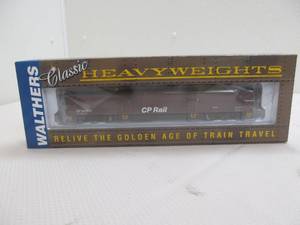 WALTHERS
Classic
HEAVYWEIGHTS
CP Rail
RELIVE THE GOLDEN AGE OF TRAIN TRAVEL